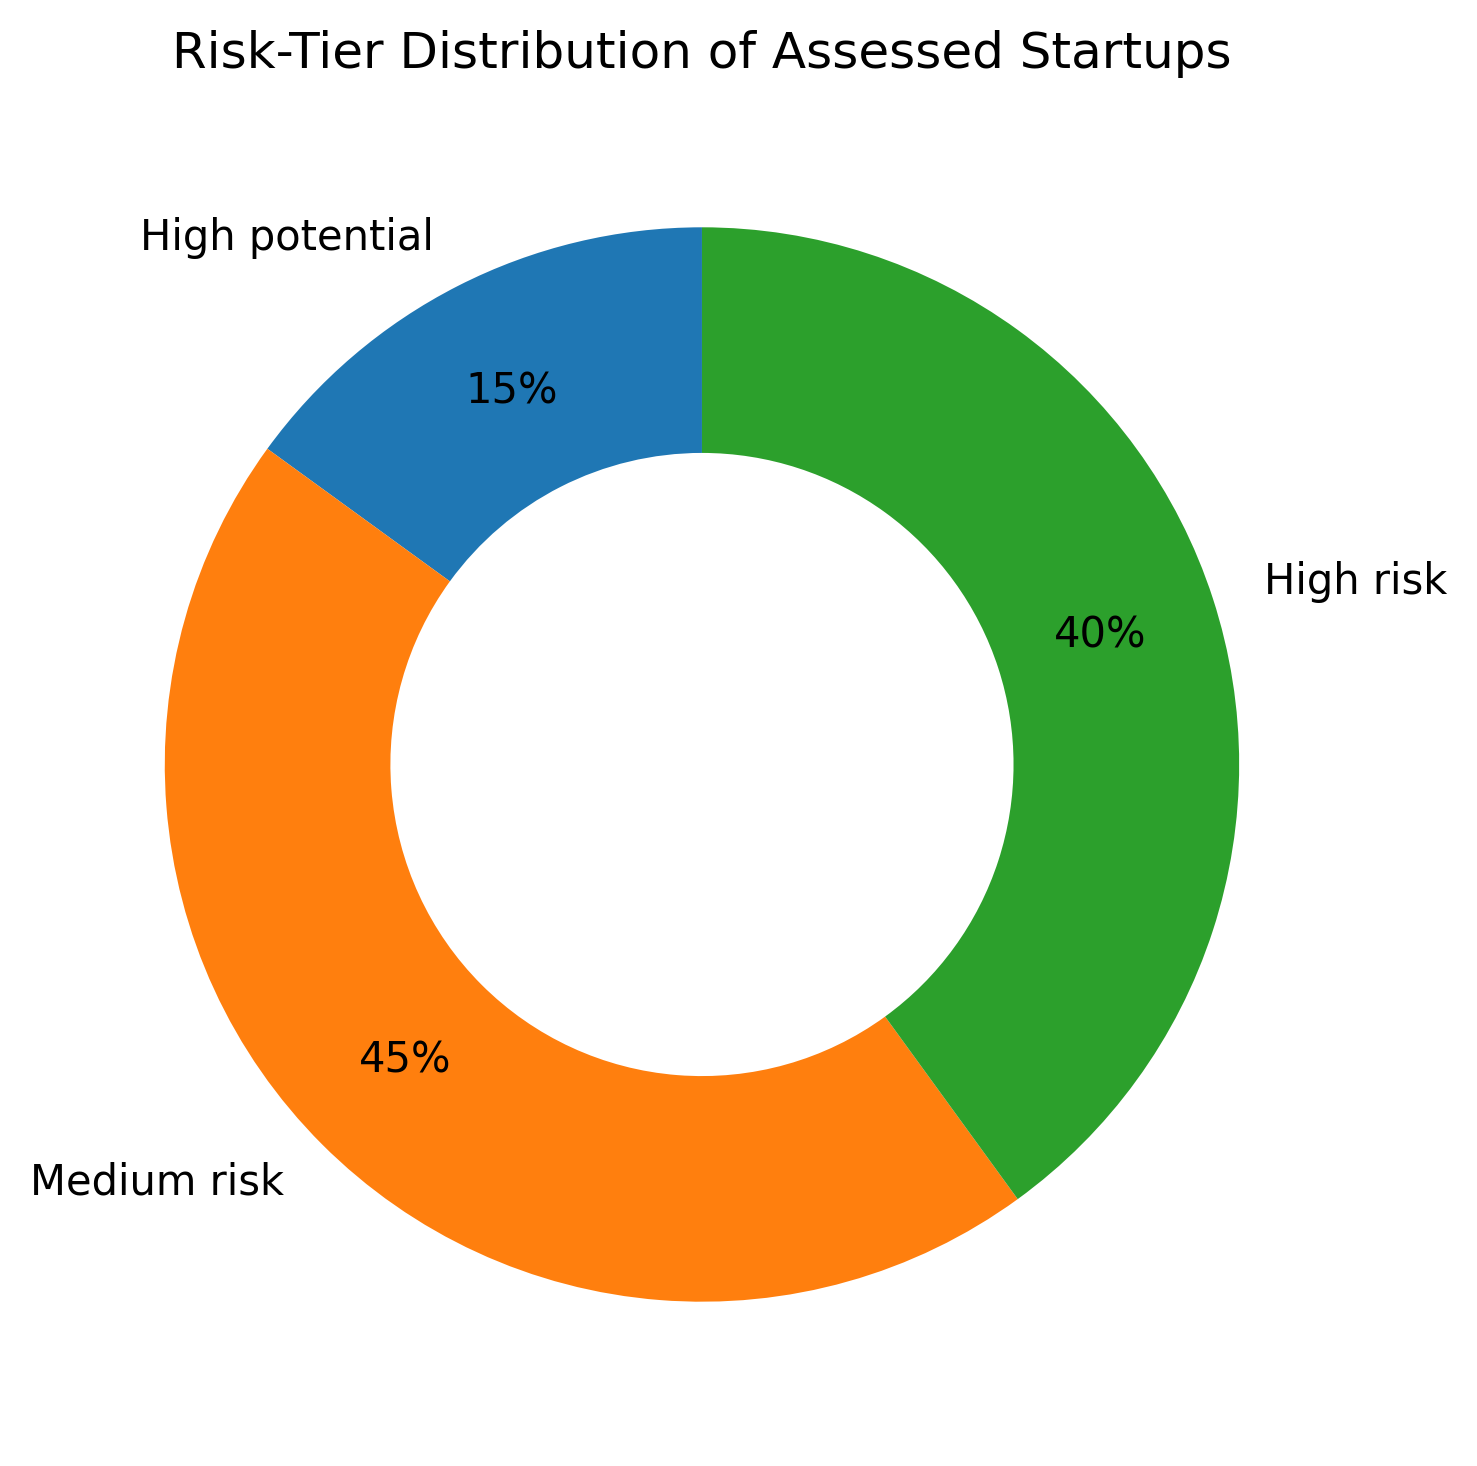 Risk-Tier Distribution of Assessed Startups
High potential
15%
High risk
40%
45%
Medium risk